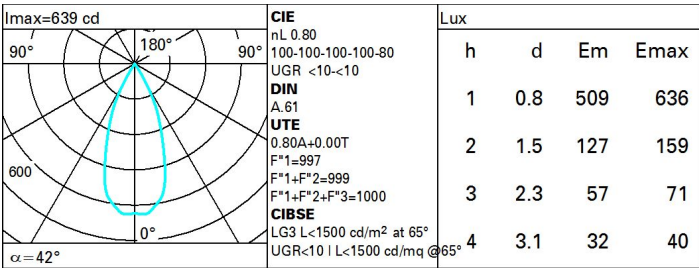 Imax=639 cd
90°
180°
90°
600
0°
α=42°
CIE
nL 0.80
100-100-100-100-80
UGR <10-<10
DIN
A.61
UTE
0.80A+0.00T
F"1=997
F"1+F"2=999
F"1+F"2+F"3=1000
CIBSE
LG3 L<1500 cd/m² at 65°
UGR<10 | L<1500 cd/mq @65°
Lux
h d Em Emax
1 0.8 509 636
2 1.5 127 159
3 2.3 57 71
4 3.1 32 40